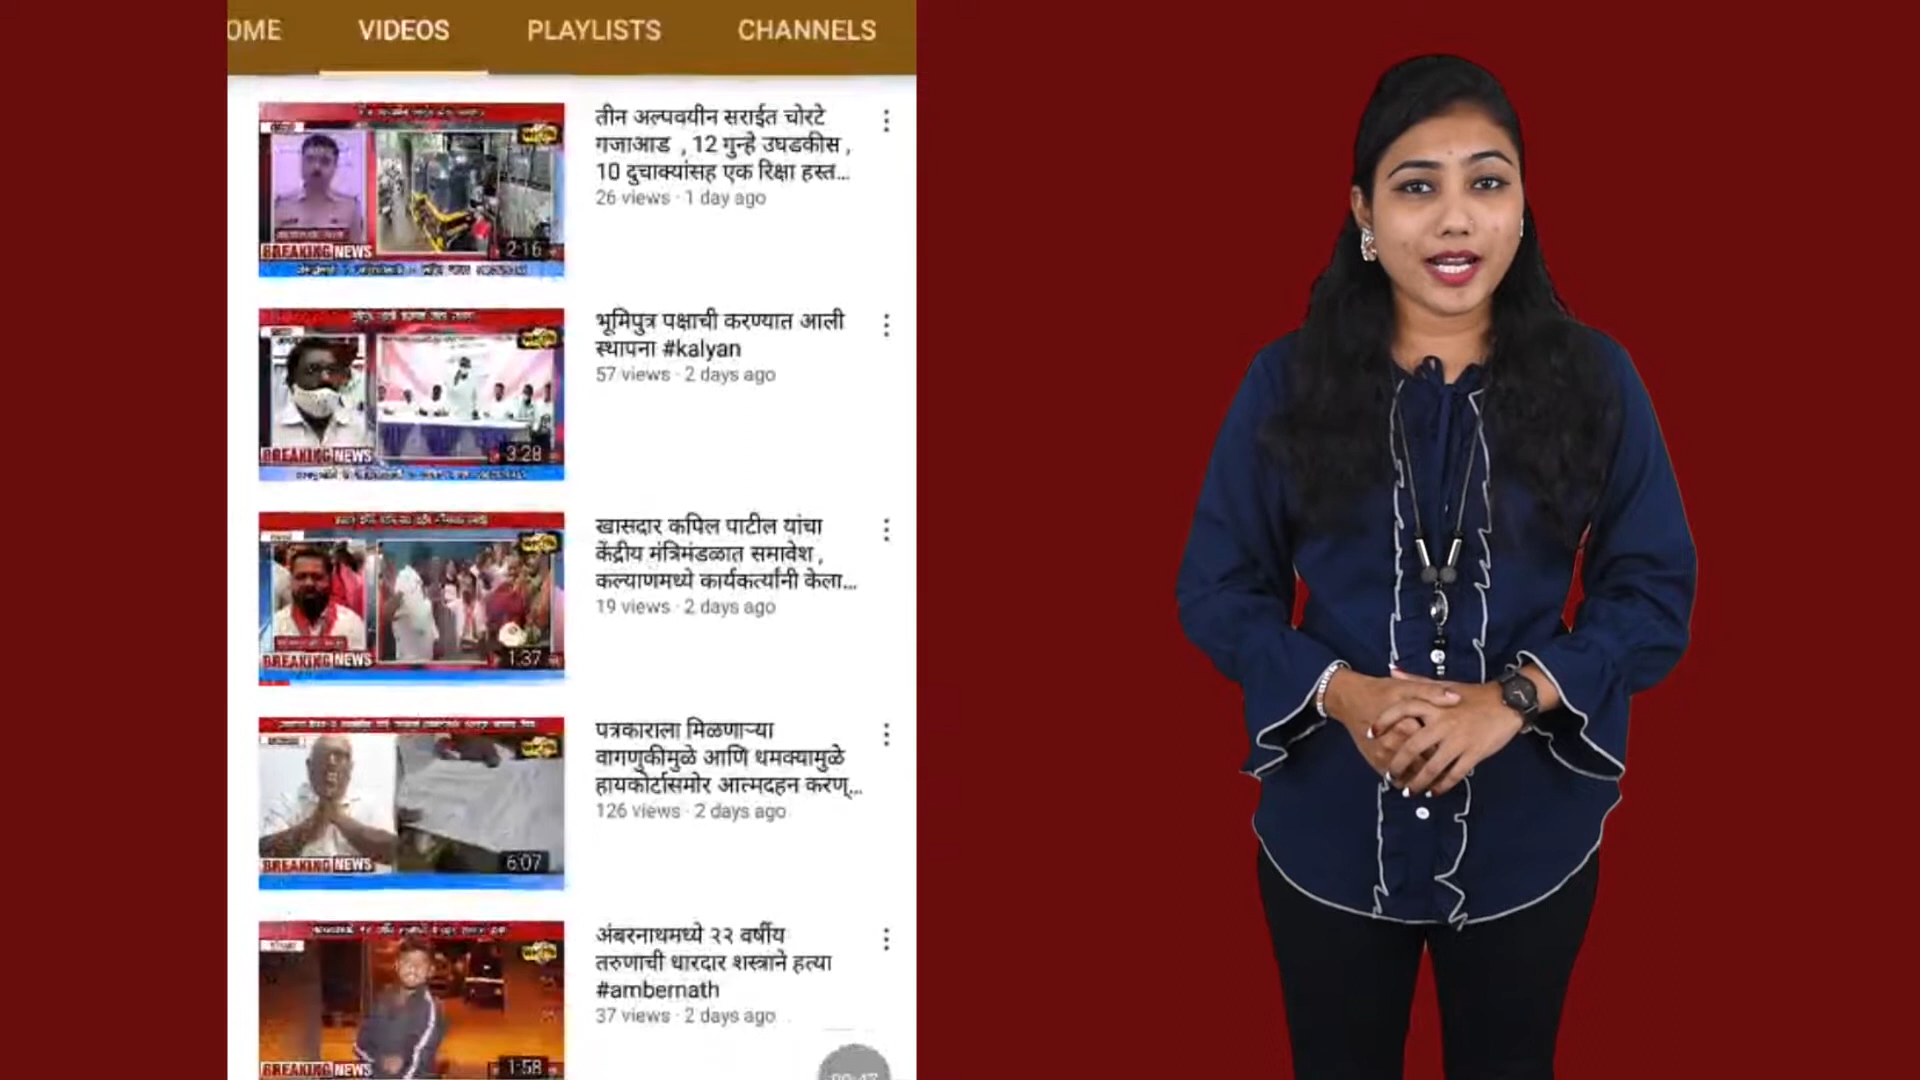 OME VIDEOS PLAYLISTS CHANNELS
तीन अल्पवयीन सराईत चोरटे
गजाआड , 12 गुन्हे उघडकीस ,
10 दुचाक्यांसह एक रिक्षा हस्त...
26 views · 1 day ago
BREAKING NEWS
2:16
भूमिपुत्र पक्षाची करण्यात आली
स्थापना #kalyan
57 views · 2 days ago
BREAKING NEWS
3:28
खासदार कपिल पाटील यांचा
केंद्रीय मंत्रिमंडळात समावेश ,
कल्याणमध्ये कार्यकर्त्यांनी केला...
19 views · 2 days ago
BREAKING NEWS
1:37
पत्रकाराला मिळणाऱ्या
वागणुकीमुळे आणि धमक्यामुळे
हायकोर्टासमोर आत्मदहन करण्...
126 views · 2 days ago
BREAKING NEWS
6:07
अंबरनाथमध्ये २२ वर्षीय
तरुणाची धारदार शस्त्राने हत्या
#ambernath
37 views · 2 days ago
BREAKING NEWS
1:58